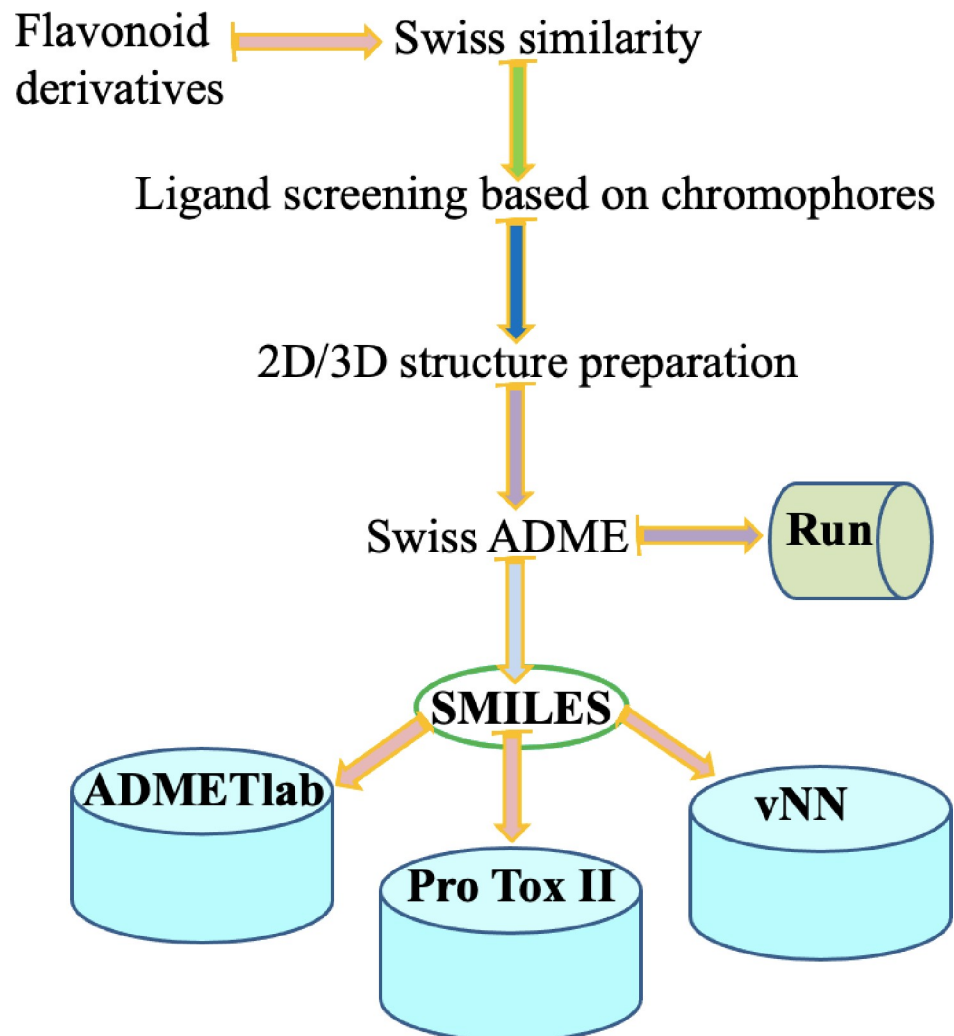 Flavonoid
derivatives
Swiss similarity
Ligand screening based on chromophores
2D/3D structure preparation
Swiss ADME
Run
SMILES
ADMETlab
Pro Tox II
vNN